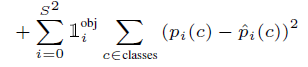 $+ \sum_{i=0}^{S^2} \mathbb{1}_i^{\text{obj}} \sum_{c \in \text{classes}} (p_i(c) - \hat{p}_i(c))^2$